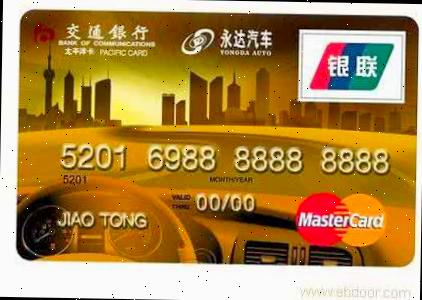 交通銀行
BANK OF COMMUNICATIONS
太平洋卡 PACIFIC CARD
永达汽车
YONGDA AUTO
银联
5201 6988 8888 8888
5201
MONTH/YEAR
VALID THRU 00/00
JIAO TONG
MasterCard
www.ebdoor.com